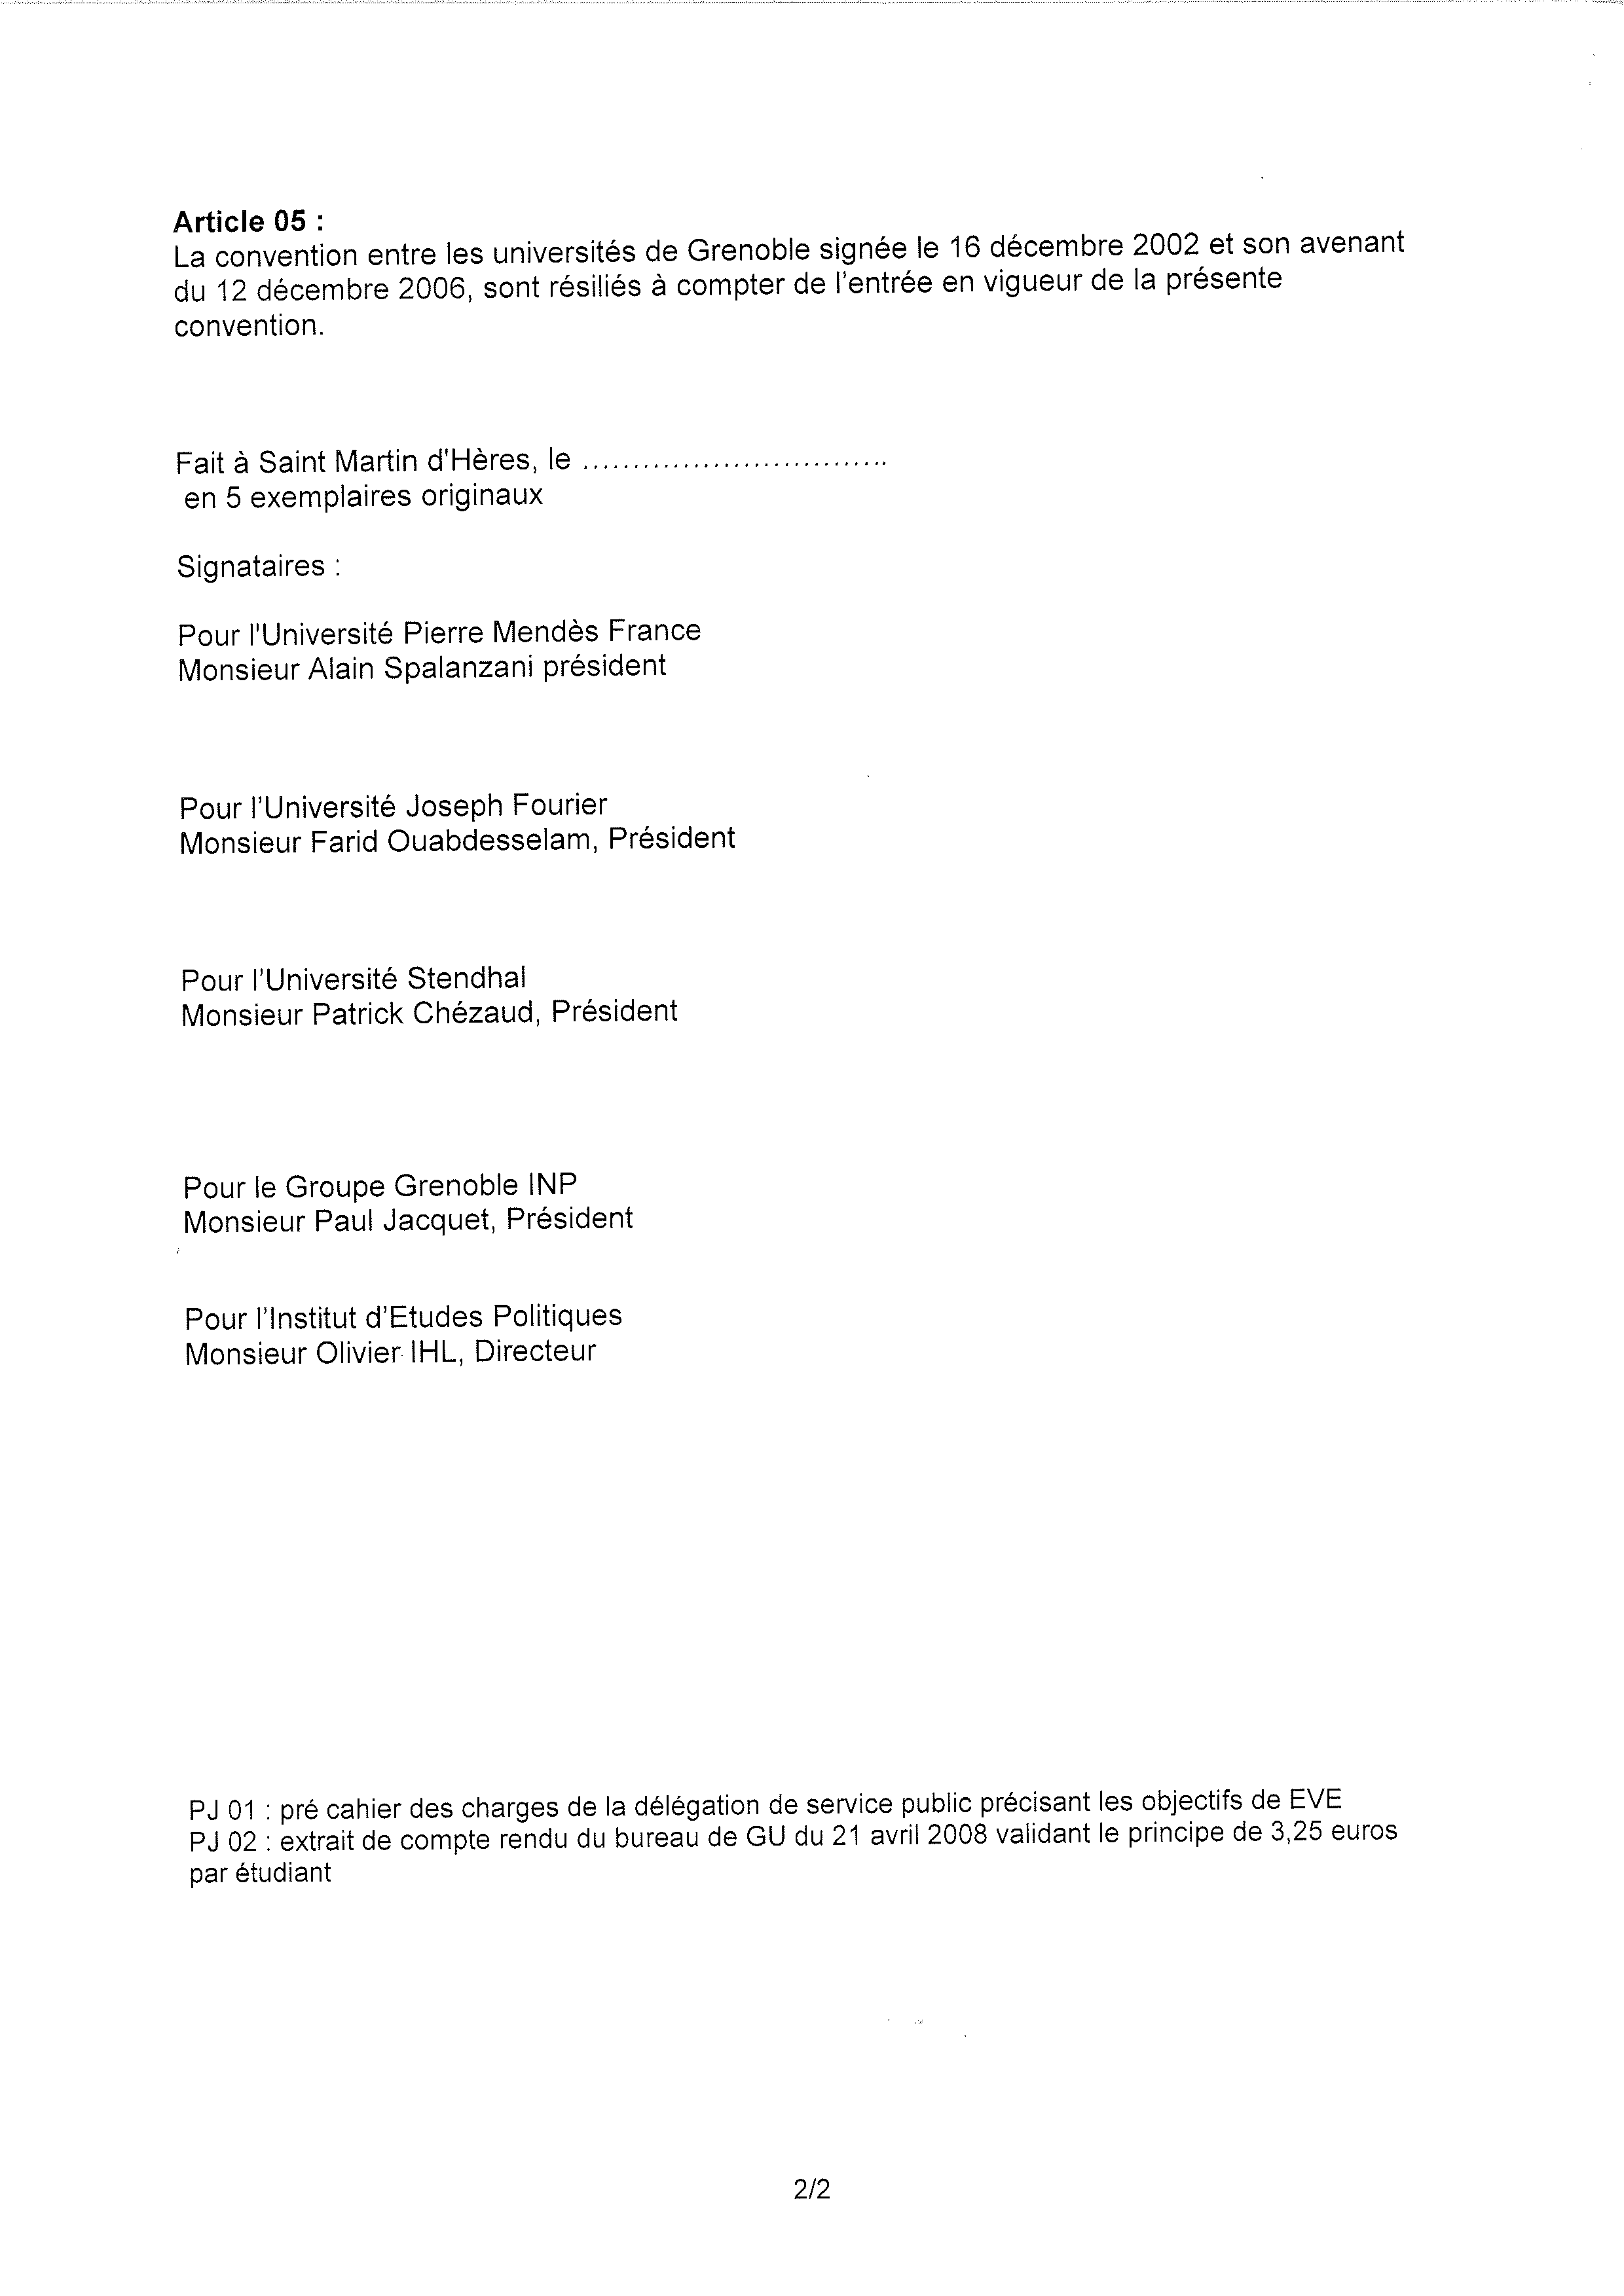 Article 05 :
La convention entre les universités de Grenoble signée le 16 décembre 2002 et son avenant
du 12 décembre 2006, sont résiliés à compter de l'entrée en vigueur de la présente
convention.
Fait à Saint Martin d'Hères, le ...............................
en 5 exemplaires originaux
Signataires :
Pour l'Université Pierre Mendès France
Monsieur Alain Spalanzani président
Pour l'Université Joseph Fourier
Monsieur Farid Ouabdesselam, Président
Pour l'Université Stendhal
Monsieur Patrick Chézaud, Président
Pour le Groupe Grenoble INP
Monsieur Paul Jacquet, Président
Pour l'Institut d'Etudes Politiques
Monsieur Olivier IHL, Directeur
PJ 01 : pré cahier des charges de la délégation de service public précisant les objectifs de EVE
PJ 02 : extrait de compte rendu du bureau de GU du 21 avril 2008 validant le principe de 3,25 euros
par étudiant
2/2